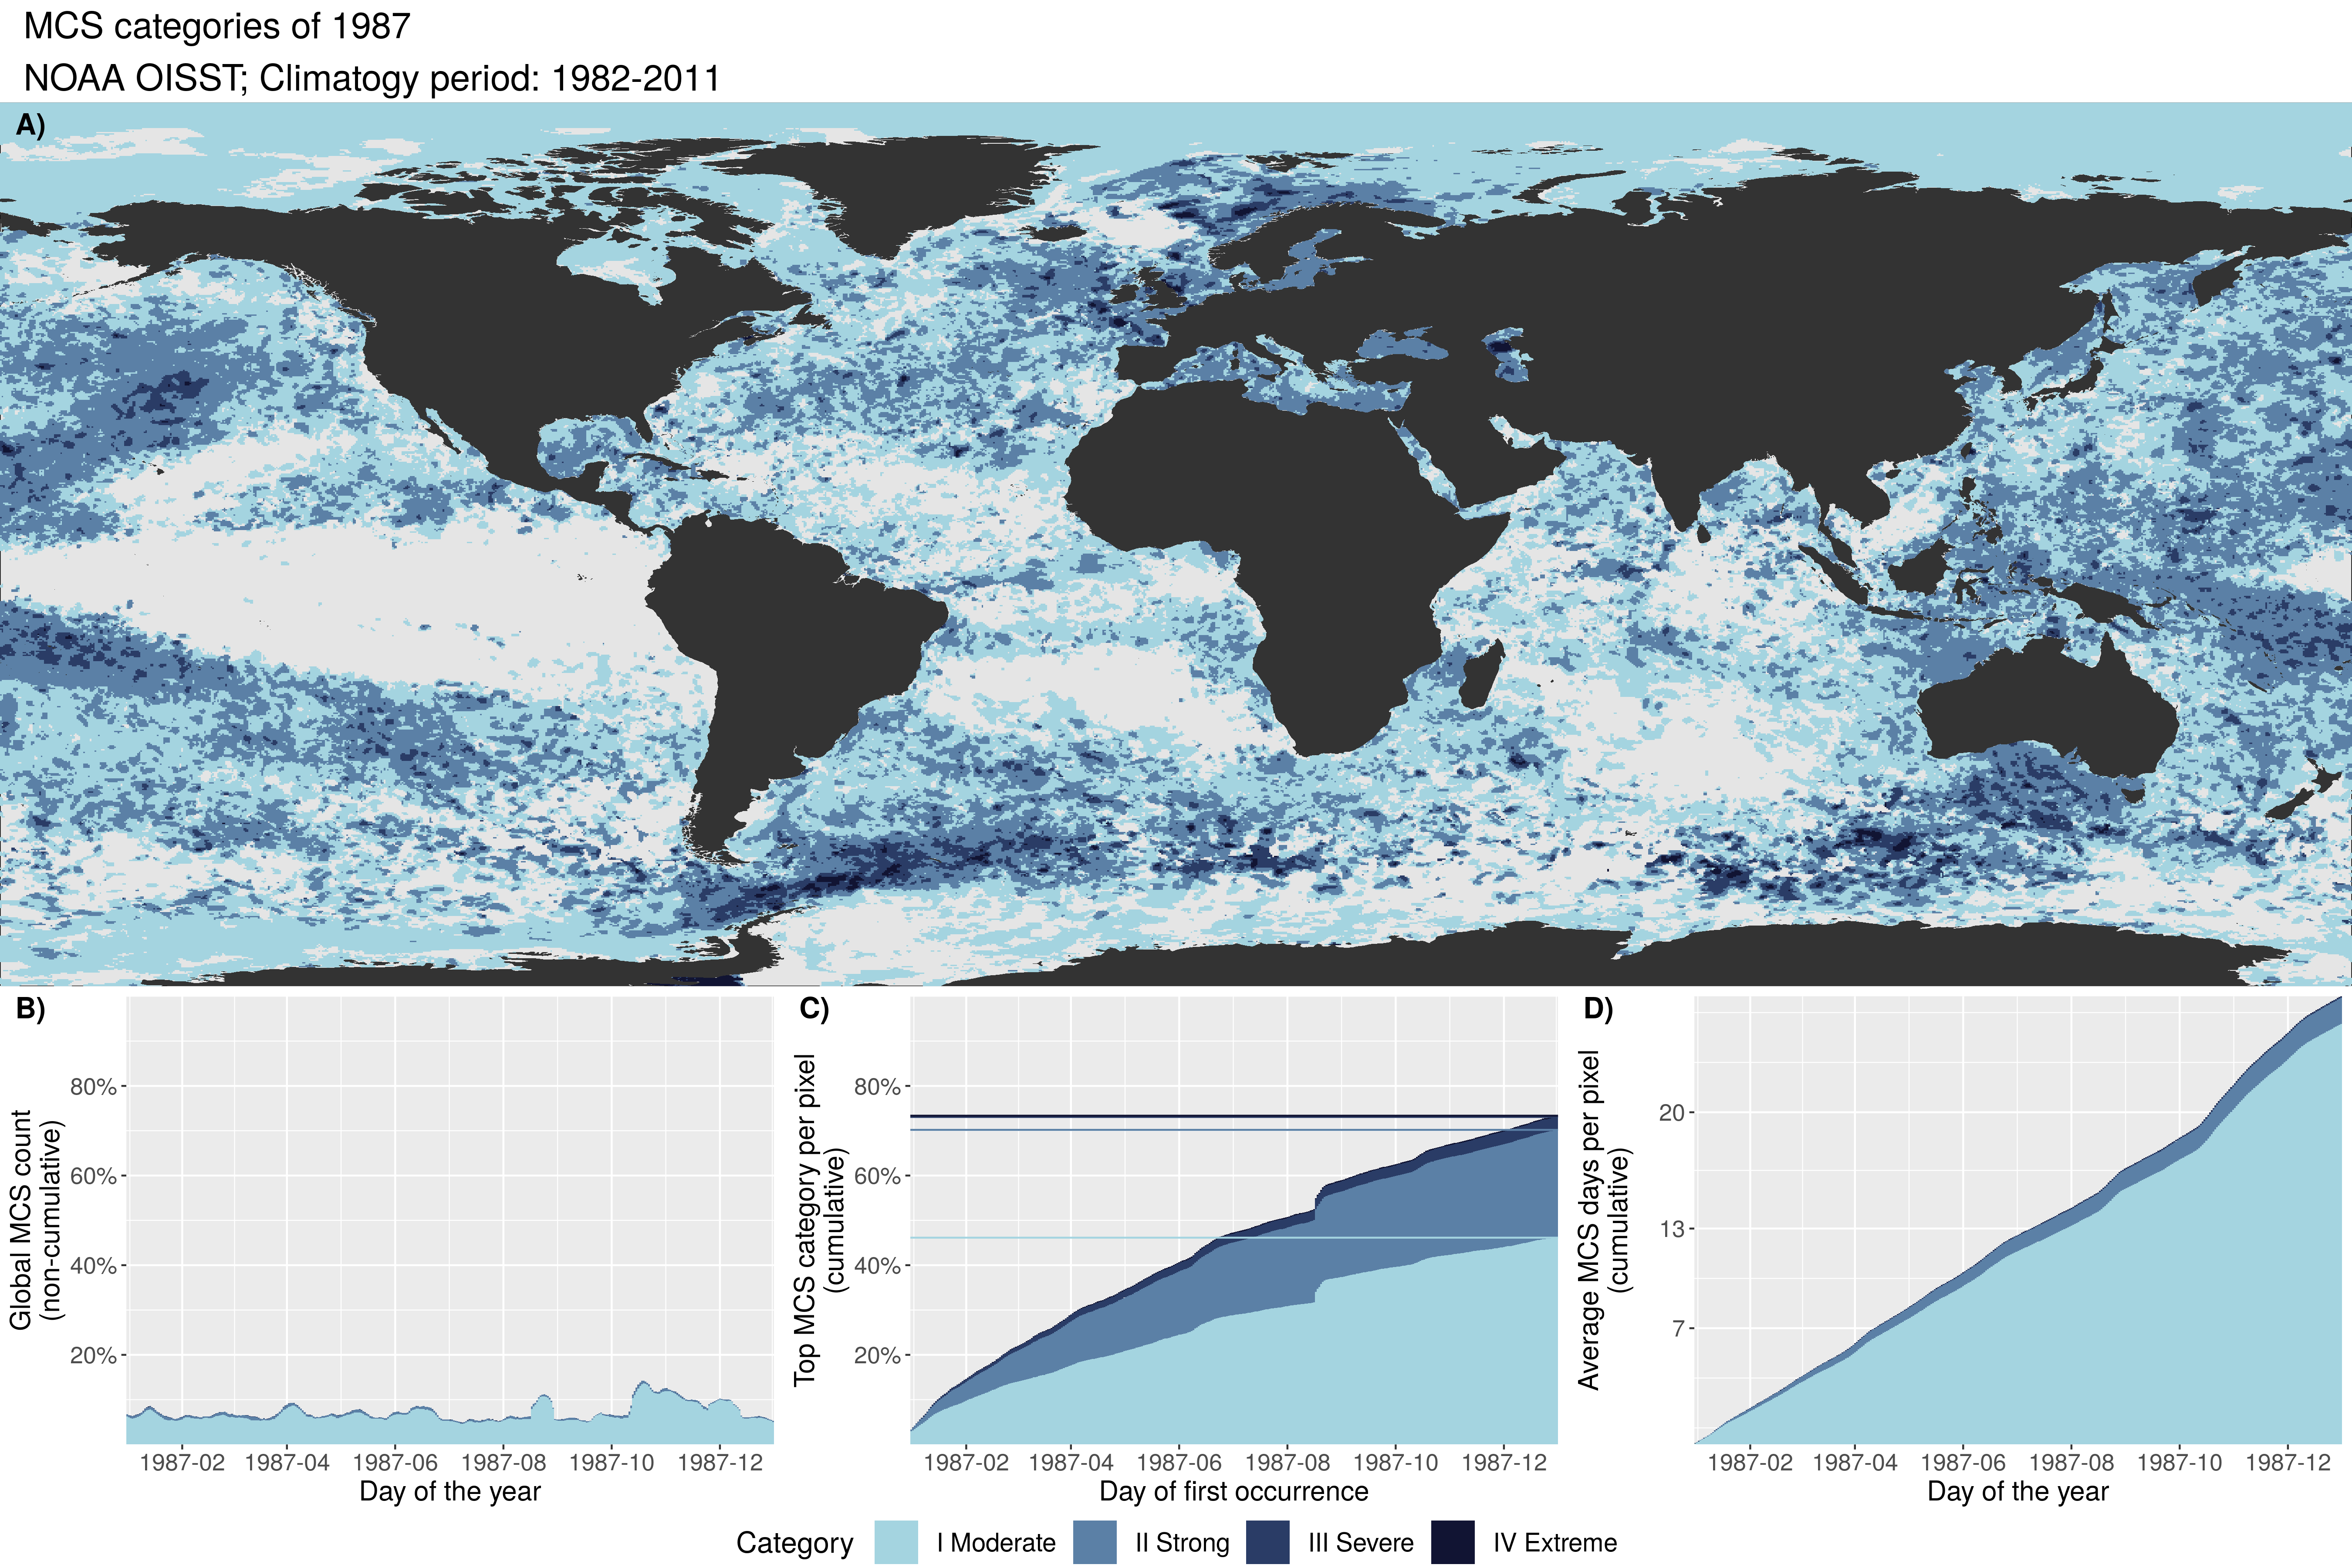 MCS categories of 1987
NOAA OISST; Climatogy period: 1982-2011
A)
B)
Global MCS count
(non-cumulative)
80%
60%
40%
20%
1987-02 1987-04 1987-06 1987-08 1987-10 1987-12
Day of the year
C)
Top MCS category per pixel
(cumulative)
80%
60%
40%
20%
1987-02 1987-04 1987-06 1987-08 1987-10 1987-12
Day of first occurrence
D)
Average MCS days per pixel
(cumulative)
20
13
7
1987-02 1987-04 1987-06 1987-08 1987-10 1987-12
Day of the year
Category I Moderate II Strong III Severe IV Extreme